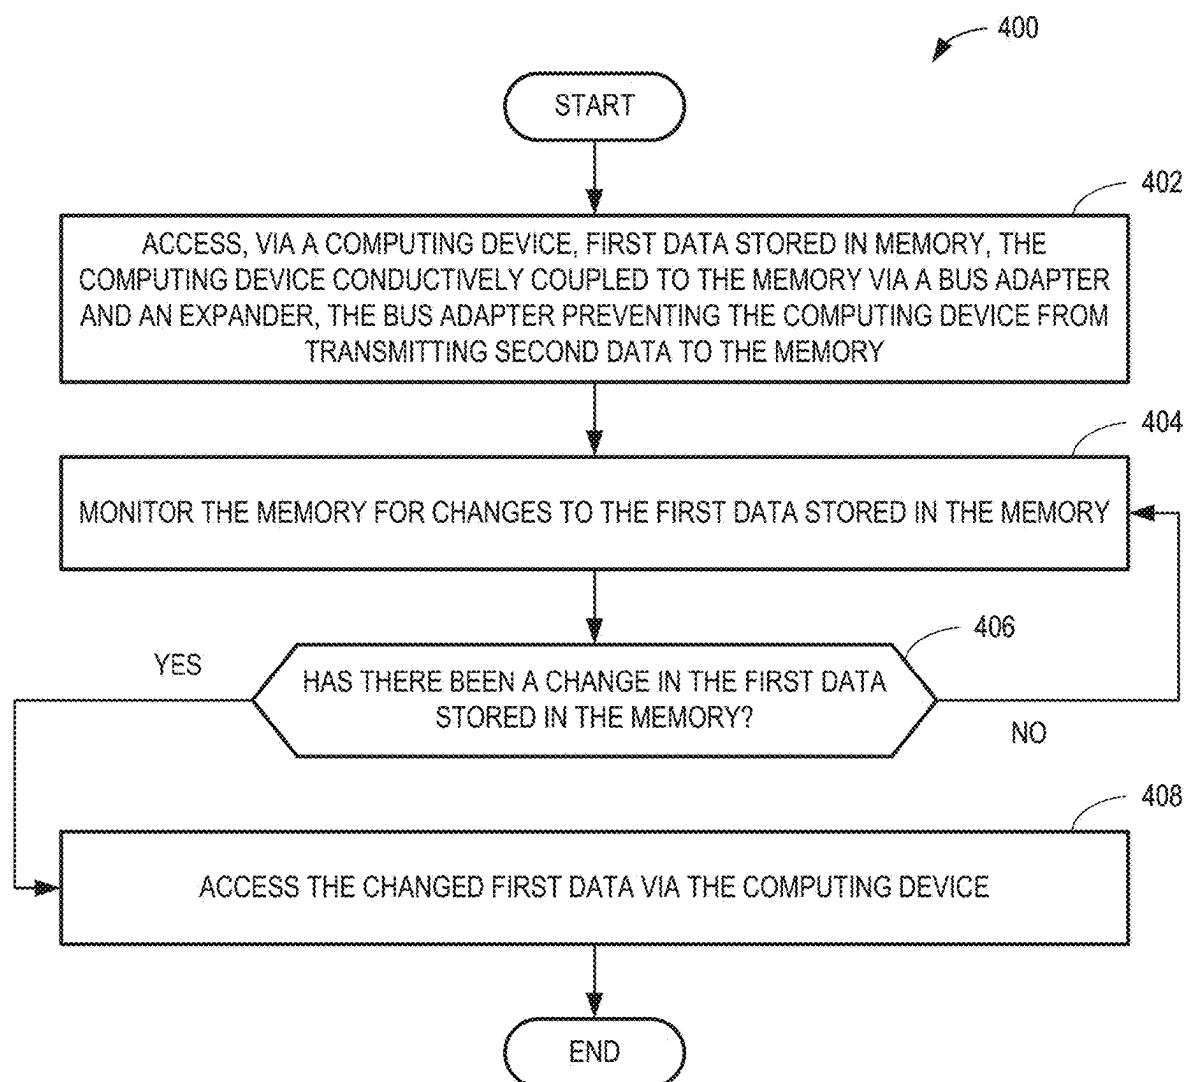 400
START
402
ACCESS, VIA A COMPUTING DEVICE, FIRST DATA STORED IN MEMORY, THE
COMPUTING DEVICE CONDUCTIVELY COUPLED TO THE MEMORY VIA A BUS ADAPTER
AND AN EXPANDER, THE BUS ADAPTER PREVENTING THE COMPUTING DEVICE FROM
TRANSMITTING SECOND DATA TO THE MEMORY
404
MONITOR THE MEMORY FOR CHANGES TO THE FIRST DATA STORED IN THE MEMORY
406
YES
HAS THERE BEEN A CHANGE IN THE FIRST DATA
STORED IN THE MEMORY?
NO
408
ACCESS THE CHANGED FIRST DATA VIA THE COMPUTING DEVICE
END